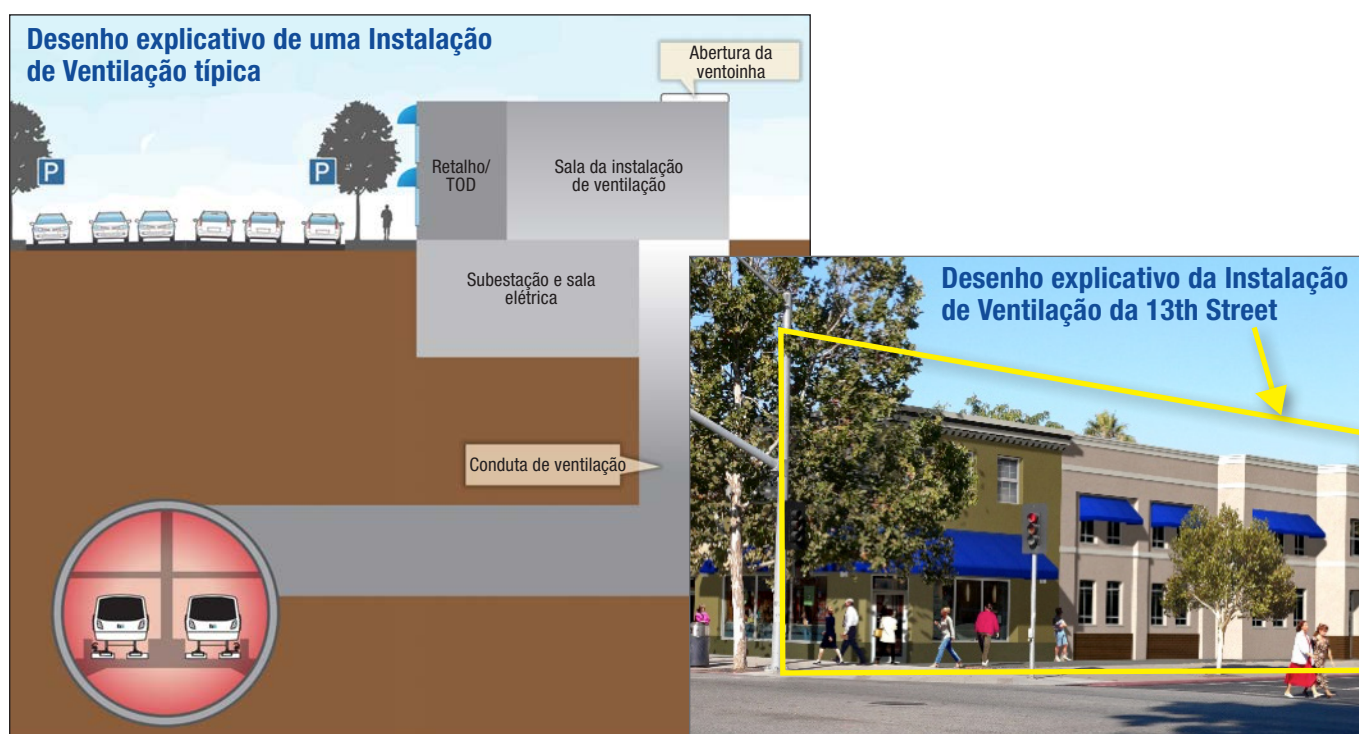 Desenho explicativo de uma Instalação
de Ventilação típica
Abertura da
ventoinha
P
P
Retalho/
TOD
Sala da instalação
de ventilação
Subestação e sala
elétrica
Conduta de ventilação
Desenho explicativo da Instalação
de Ventilação da 13th Street